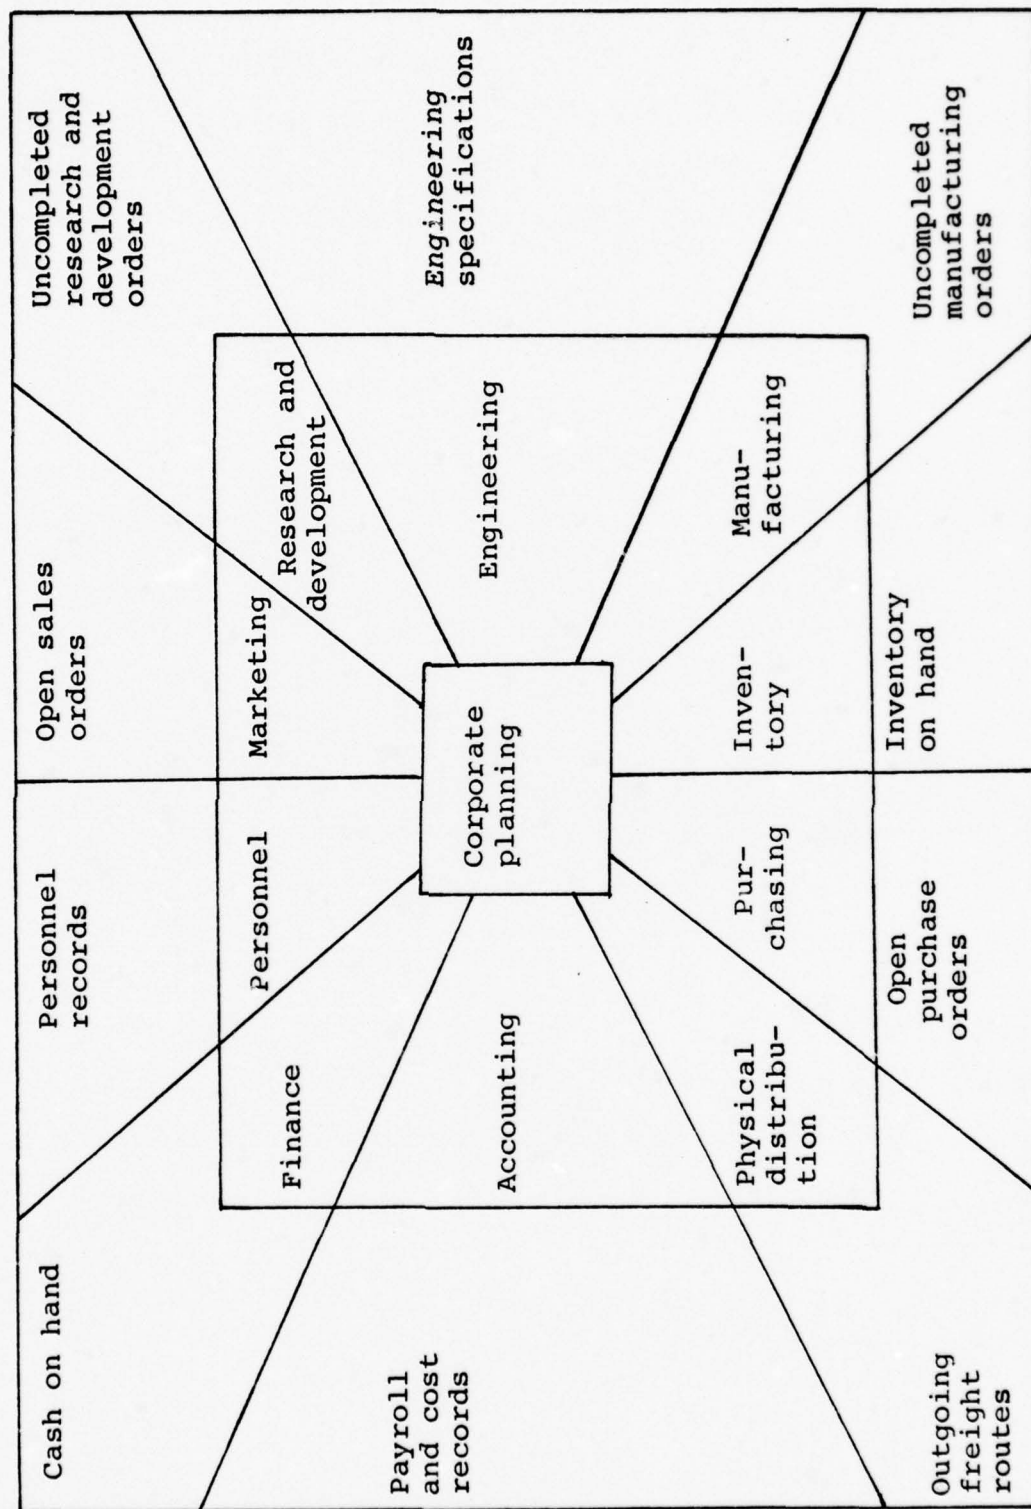 Cash on hand
Personnel
records
Open sales
orders
Uncompleted
research and
development
orders
Finance
Personnel
Marketing
Research and
development
Payroll
and cost
records
Accounting
Corporate
planning
Engineering
Engineering
specifications
Physical
distribu-
tion
Pur-
chasing
Inven-
tory
Manu-
facturing
Outgoing
freight
routes
Open
purchase
orders
Inventory
on hand
Uncompleted
manufacturing
orders